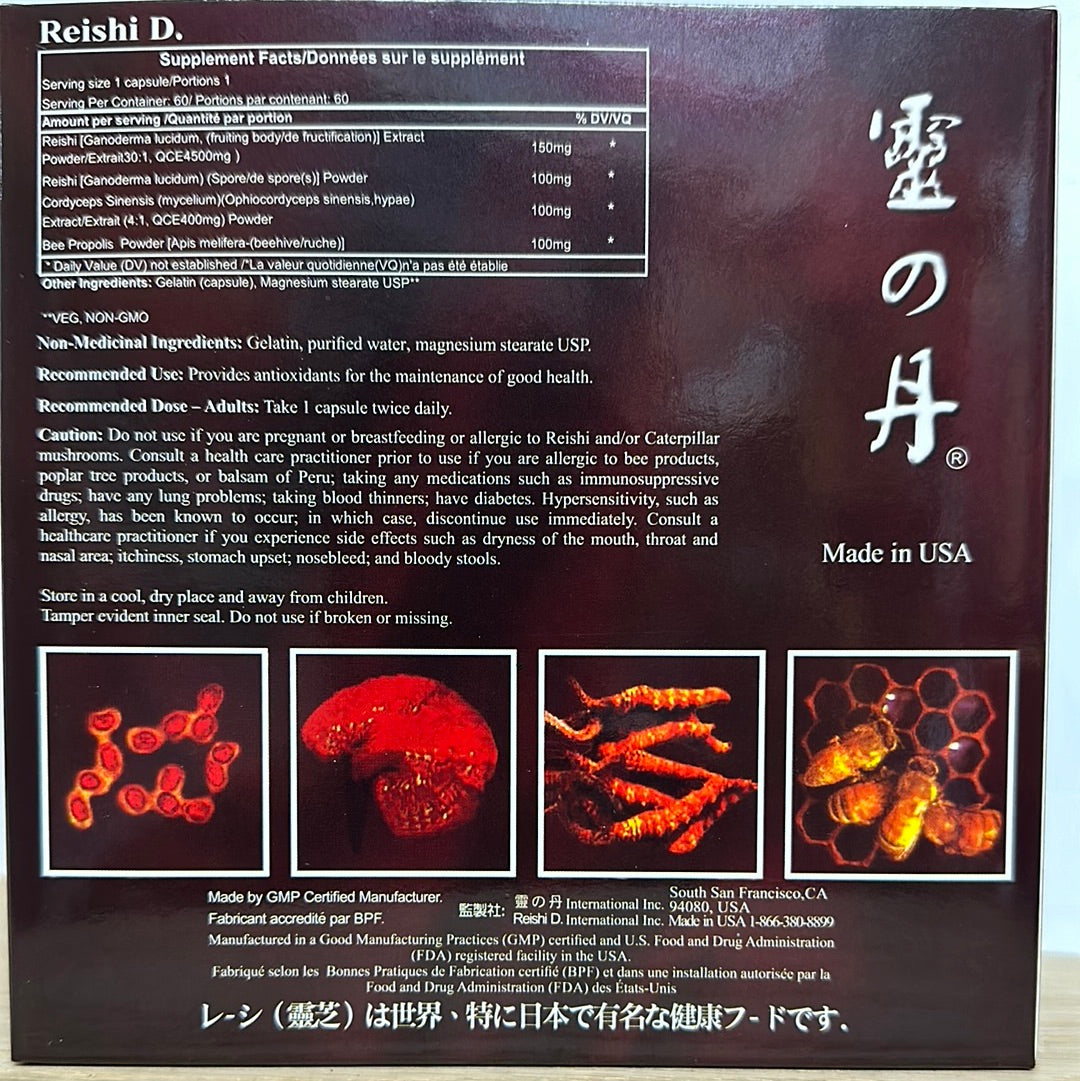 Reishi D.
Supplement Facts/Données sur le supplément
Serving size 1 capsule/Portions 1
Serving Per Container: 60/ Portions par contenant: 60
Amount per serving /Quantité par portion % DV/VQ
Reishi [Ganoderma lucidum, (fruiting body/de fructification)] Extract
Powder/Extrait30:1, QCE4500mg ) 150mg *
Reishi [Ganoderma lucidum) (Spore/de spore(s)] Powder 100mg *
Cordyceps Sinensis (mycelium)(Ophiocordyceps sinensis,hypae)
Extract/Extrait (4:1, QCE400mg) Powder 100mg *
Bee Propolis Powder [Apis melifera-(beehive/ruche)] 100mg *
* Daily Value (DV) not established /*La valeur quotidienne(VQ)n'a pas été établie
Other Ingredients: Gelatin (capsule), Magnesium stearate USP**
**VEG, NON-GMO
Non-Medicinal Ingredients: Gelatin, purified water, magnesium stearate USP.
Recommended Use: Provides antioxidants for the maintenance of good health.
Recommended Dose – Adults: Take 1 capsule twice daily.
Caution: Do not use if you are pregnant or breastfeeding or allergic to Reishi and/or Caterpillar
mushrooms. Consult a health care practitioner prior to use if you are allergic to bee products,
poplar tree products, or balsam of Peru; taking any medications such as immunosuppressive
drugs; have any lung problems; taking blood thinners; have diabetes. Hypersensitivity, such as
allergy, has been known to occur; in which case, discontinue use immediately. Consult a
healthcare practitioner if you experience side effects such as dryness of the mouth, throat and
nasal area; itchiness, stomach upset; nosebleed; and bloody stools.
Store in a cool, dry place and away from children.
Tamper evident inner seal. Do not use if broken or missing.
靈の丹®
Made in USA
Made by GMP Certified Manufacturer.
Fabricant accredité par BPF.
監製社:
靈の丹 International Inc.
Reishi D. International Inc.
South San Francisco,CA
94080, USA
Made in USA 1-866-380-8899
Manufactured in a Good Manufacturing Practices (GMP) certified and U.S. Food and Drug Administration
(FDA) registered facility in the USA.
Fabriqué selon les Bonnes Pratiques de Fabrication certifié (BPF) et dans une installation autorisée par la
Food and Drug Administration (FDA) des États-Unis
レ-シ（靈芝）は世界、特に日本で有名な健康フ-ドです.